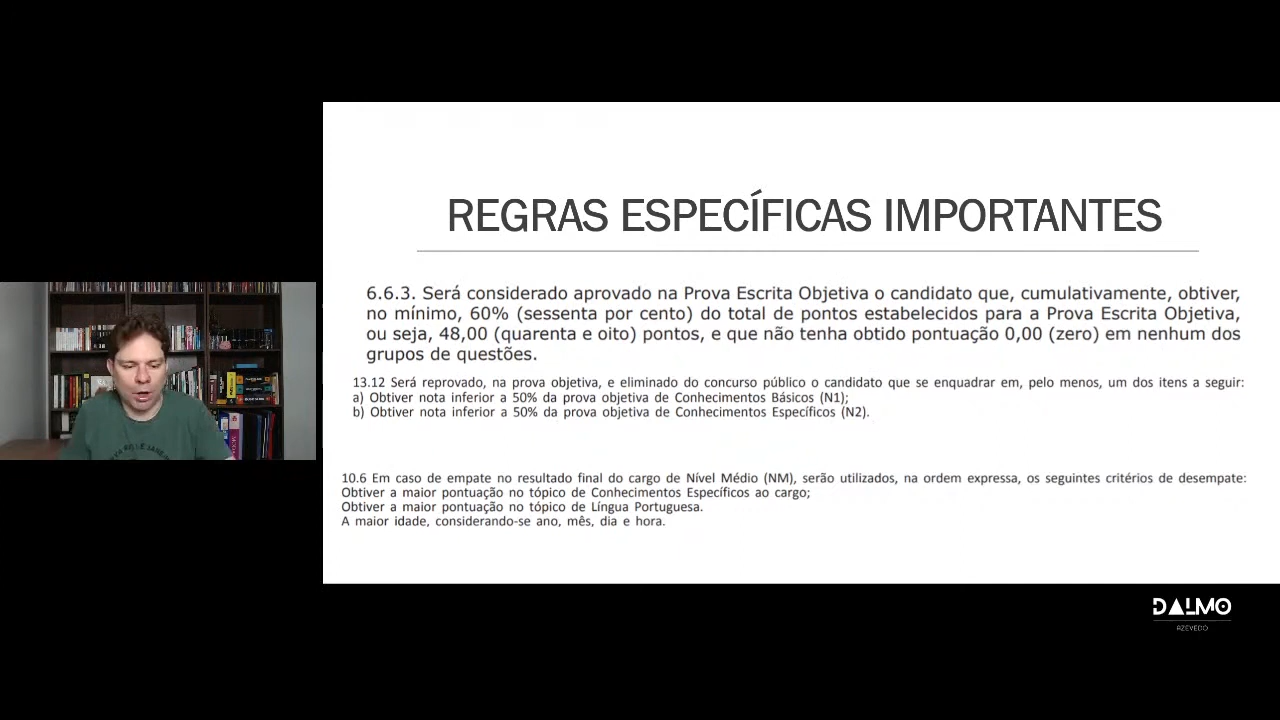 REGRAS ESPECÍFICAS IMPORTANTES
6.6.3. Será considerado aprovado na Prova Escrita Objetiva o candidato que, cumulativamente, obtiver,
no mínimo, 60% (sessenta por cento) do total de pontos estabelecidos para a Prova Escrita Objetiva,
ou seja, 48,00 (quarenta e oito) pontos, e que não tenha obtido pontuação 0,00 (zero) em nenhum dos
grupos de questões.
13.12 Será reprovado, na prova objetiva, e eliminado do concurso público o candidato que se enquadrar em, pelo menos, um dos itens a seguir:
a) Obtiver nota inferior a 50% da prova objetiva de Conhecimentos Básicos (N1);
b) Obtiver nota inferior a 50% da prova objetiva de Conhecimentos Específicos (N2).
10.6 Em caso de empate no resultado final do cargo de Nível Médio (NM), serão utilizados, na ordem expressa, os seguintes critérios de desempate:
Obtiver a maior pontuação no tópico de Conhecimentos Específicos ao cargo;
Obtiver a maior pontuação no tópico de Língua Portuguesa.
A maior idade, considerando-se ano, mês, dia e hora.
DALMO
AZEVEDO